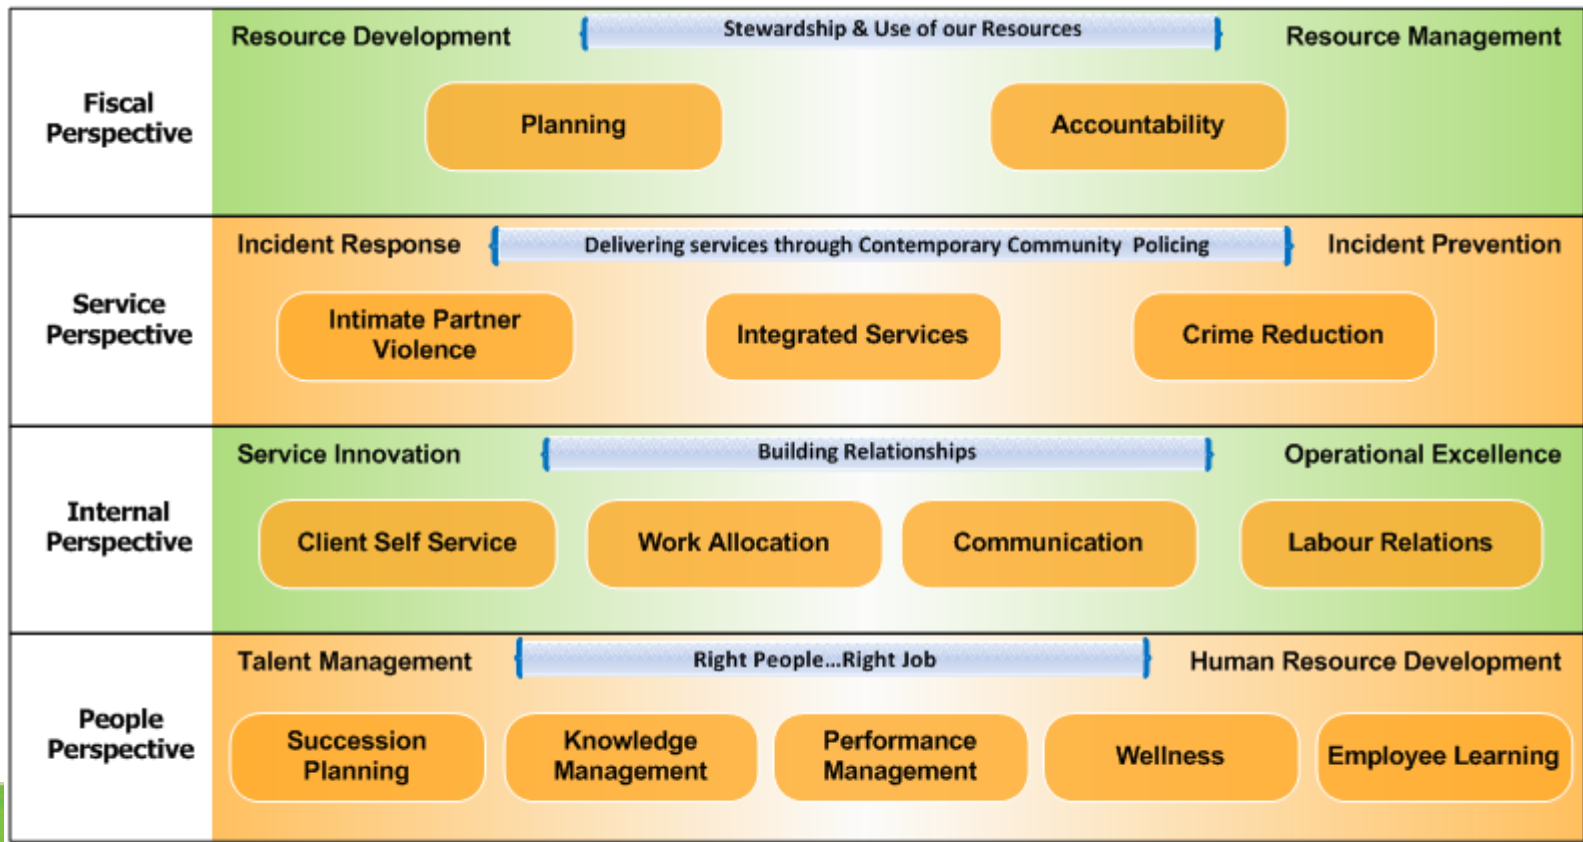 Resource Development
Stewardship & Use of our Resources
Resource Management
Fiscal
Perspective
Planning
Accountability
Incident Response
Delivering services through Contemporary Community Policing
Incident Prevention
Service
Perspective
Intimate Partner
Violence
Integrated Services
Crime Reduction
Service Innovation
Building Relationships
Operational Excellence
Internal
Perspective
Client Self Service
Work Allocation
Communication
Labour Relations
Talent Management
Right People...Right Job
Human Resource Development
People
Perspective
Succession
Planning
Knowledge
Management
Performance
Management
Wellness
Employee Learning